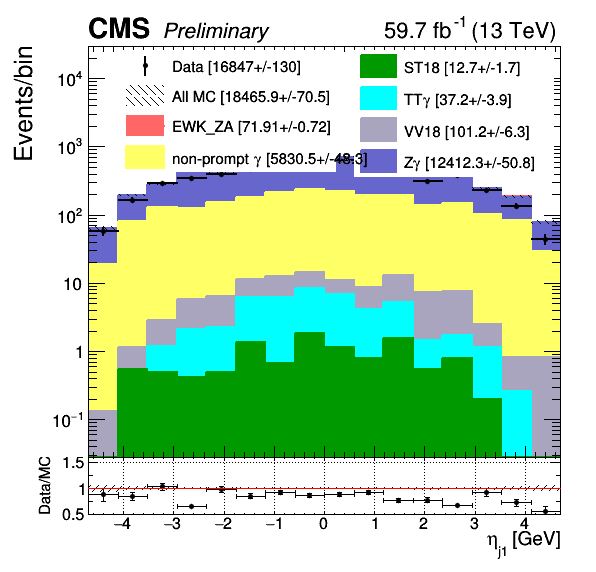 CMS Preliminary 59.7 fb⁻¹ (13 TeV)
Events/bin
Data [16847+/-130]
All MC [18465.9+/-70.5]
EWK_ZA [71.91+/-0.72]
non-prompt γ [5830.5+/-48.3]
ST18 [12.7+/-1.7]
TTγ [37.2+/-3.9]
VV18 [101.2+/-6.3]
Zγ [12412.3+/-50.8]
10⁴
10³
10²
10
1
10⁻¹
Data/MC
1.5
1
0.5
−4 −3 −2 −1 0 1 2 3 4
η_j1 [GeV]